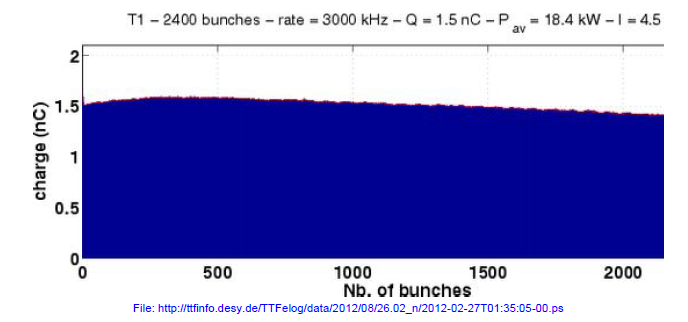 T1 – 2400 bunches – rate = 3000 kHz – Q = 1.5 nC – P av = 18.4 kW – I = 4.5
2
1.5
1
0.5
0
charge (nC)
0 500 1000 1500 2000
Nb. of bunches
File: http://ttfinfo.desy.de/TTFelog/data/2012/08/26.02_n/2012-02-27T01:35:05-00.ps